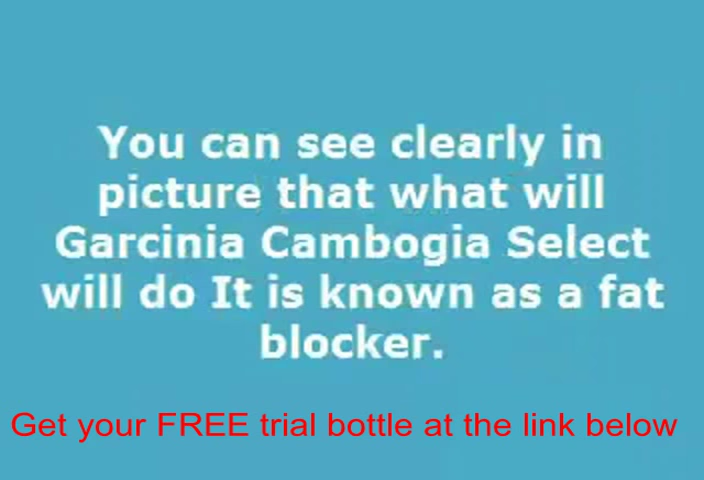 You can see clearly in
picture that what will
Garcinia Cambogia Select
will do It is known as a fat
blocker.
Get your FREE trial bottle at the link below